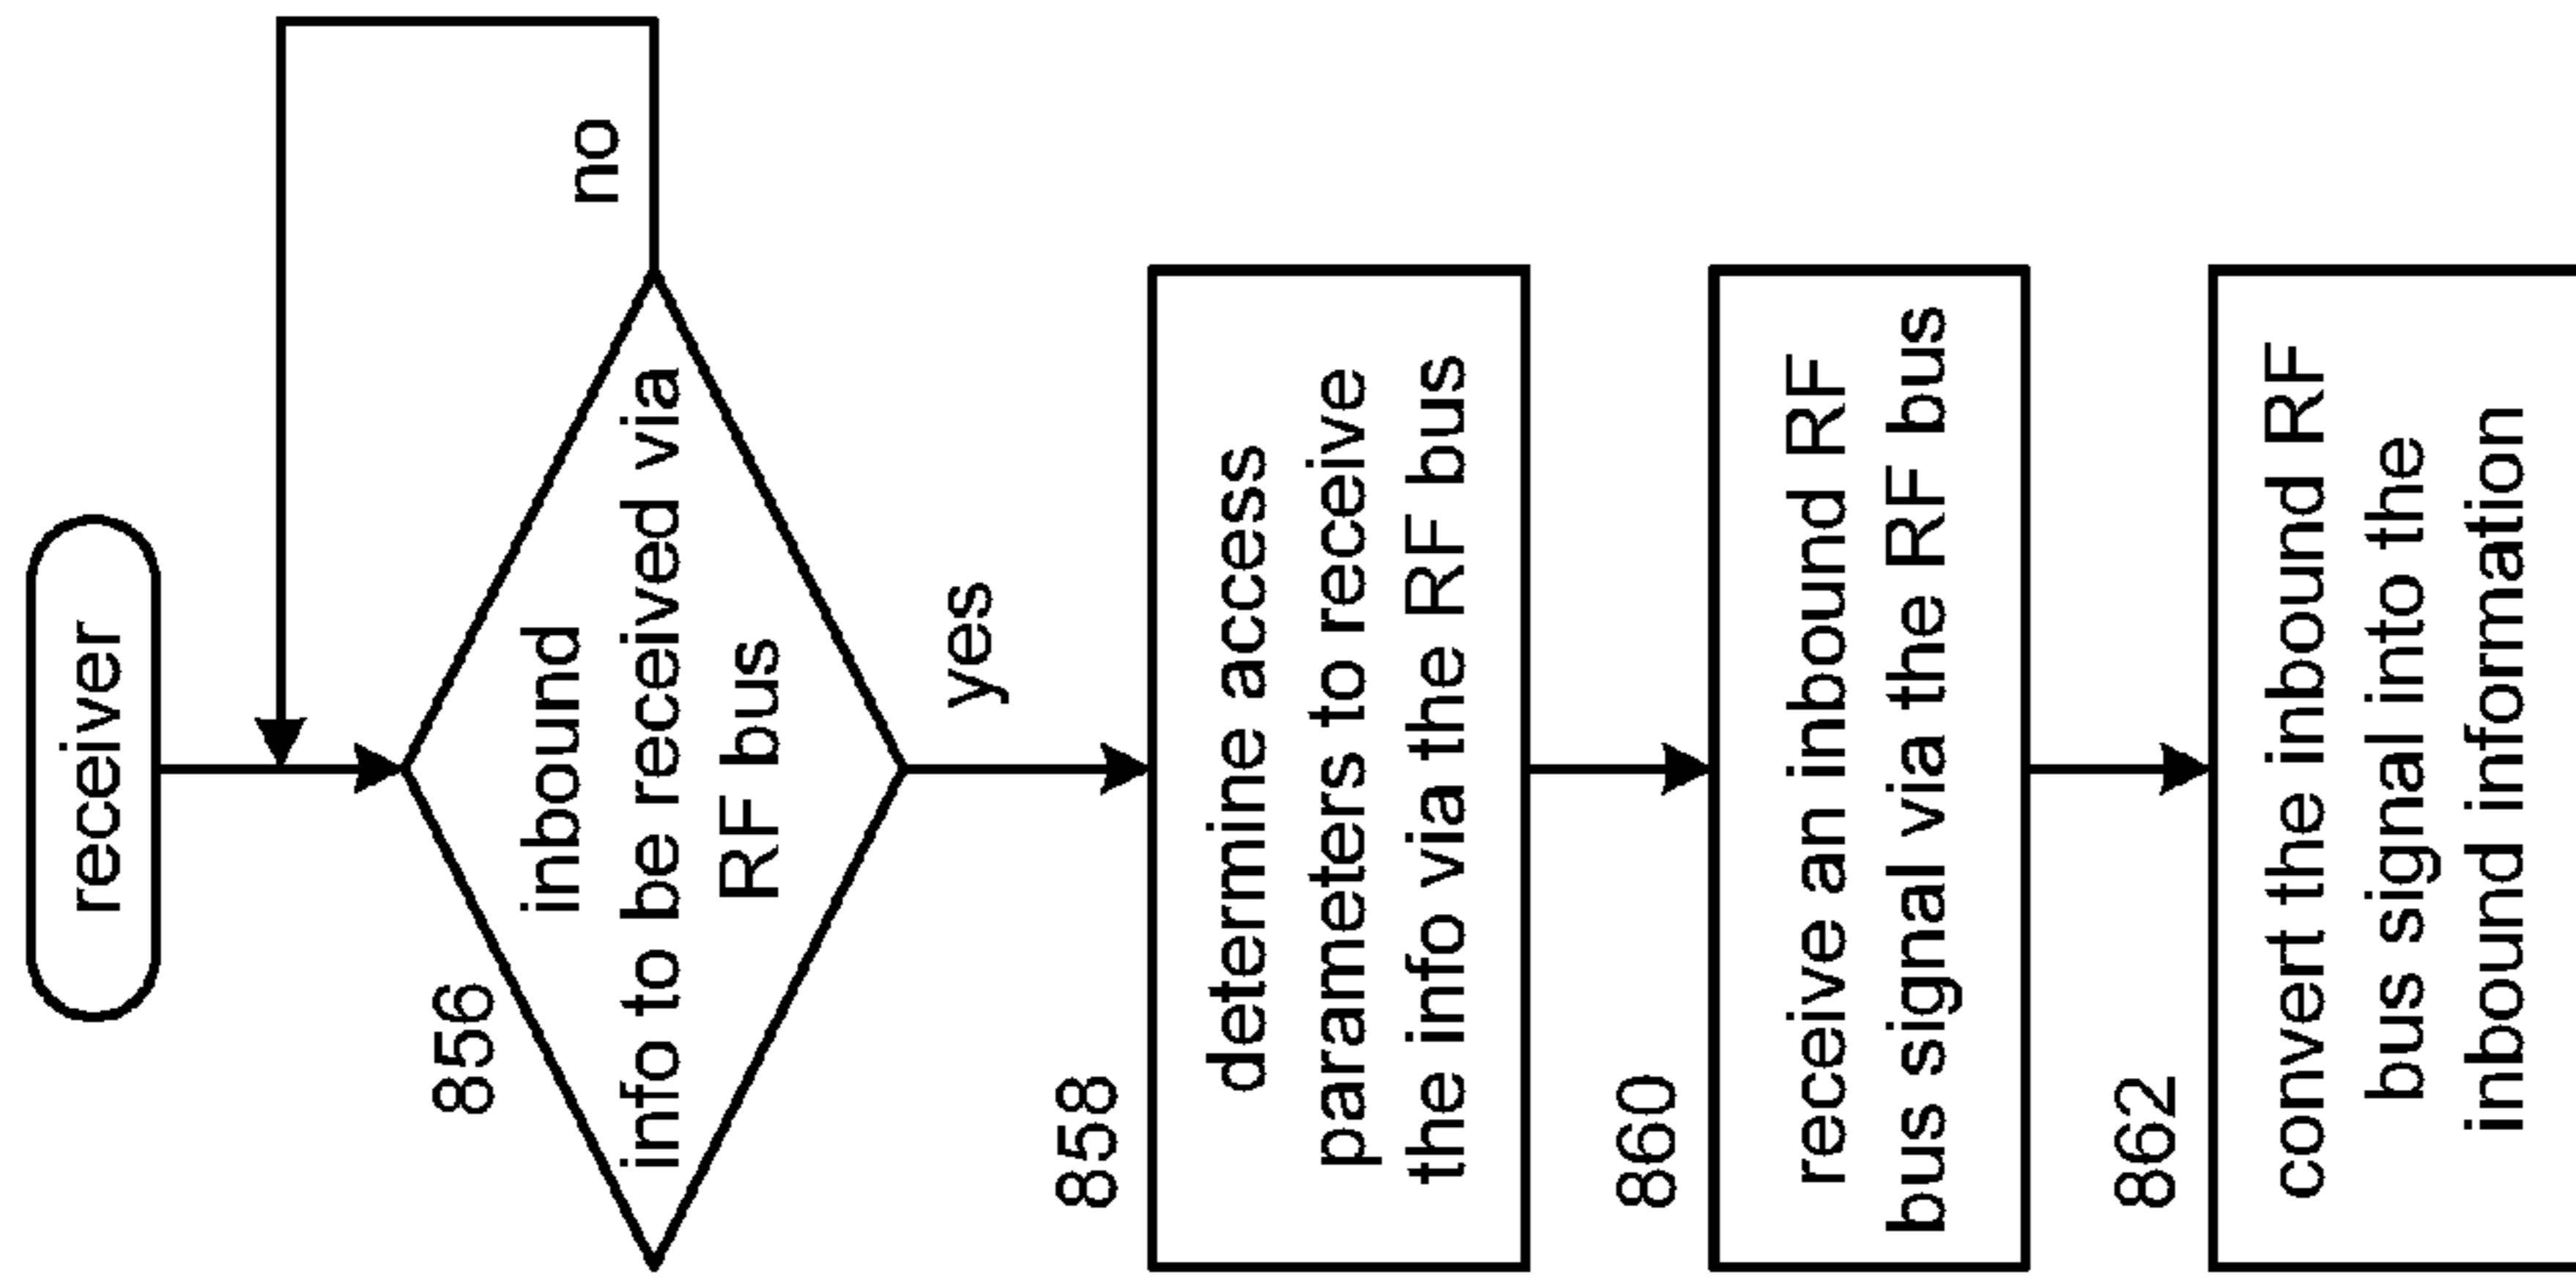 receiver
856
inbound
info to be received via
RF bus
no
yes
858
determine access
parameters to receive
the info via the RF bus
860
receive an inbound RF
bus signal via the RF bus
862
convert the inbound RF
bus signal into the
inbound information